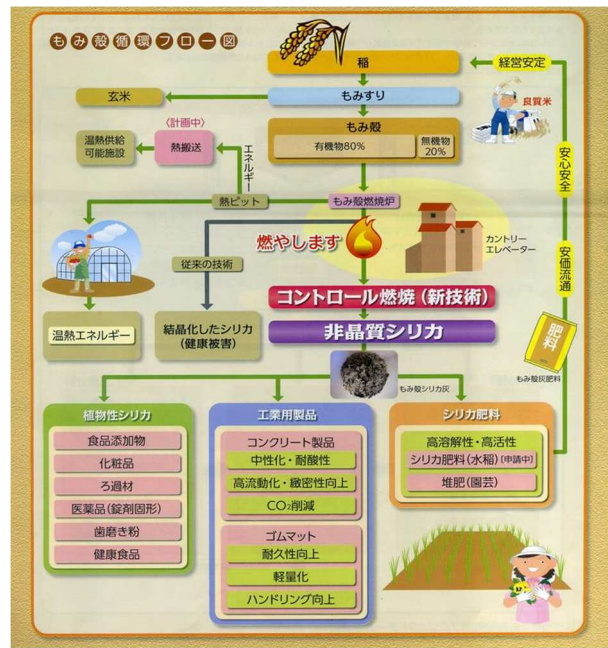 もみ殻循環フロー図
稲
経営安定
玄米
もみすり
良質米
〈計画中〉
もみ殻
温熱供給
可能施設
熱搬送
エネルギー
有機物80%
無機物
20%
安心安全
熱ピット
もみ殻燃焼炉
燃やします
カントリー
エレベーター
従来の技術
安価流通
コントロール燃焼(新技術)
温熱エネルギー
結晶化したシリカ
(健康被害)
非晶質シリカ
肥料
もみ殻灰肥料
もみ殻シリカ灰
植物性シリカ
食品添加物
化粧品
ろ過材
医薬品(錠剤固形)
歯磨き粉
健康食品
工業用製品
コンクリート製品
中性化・耐酸性
高流動化・緻密性向上
CO₂削減
ゴムマット
耐久性向上
軽量化
ハンドリング向上
シリカ肥料
高溶解性・高活性
シリカ肥料(水稲)[申請中]
堆肥(園芸)